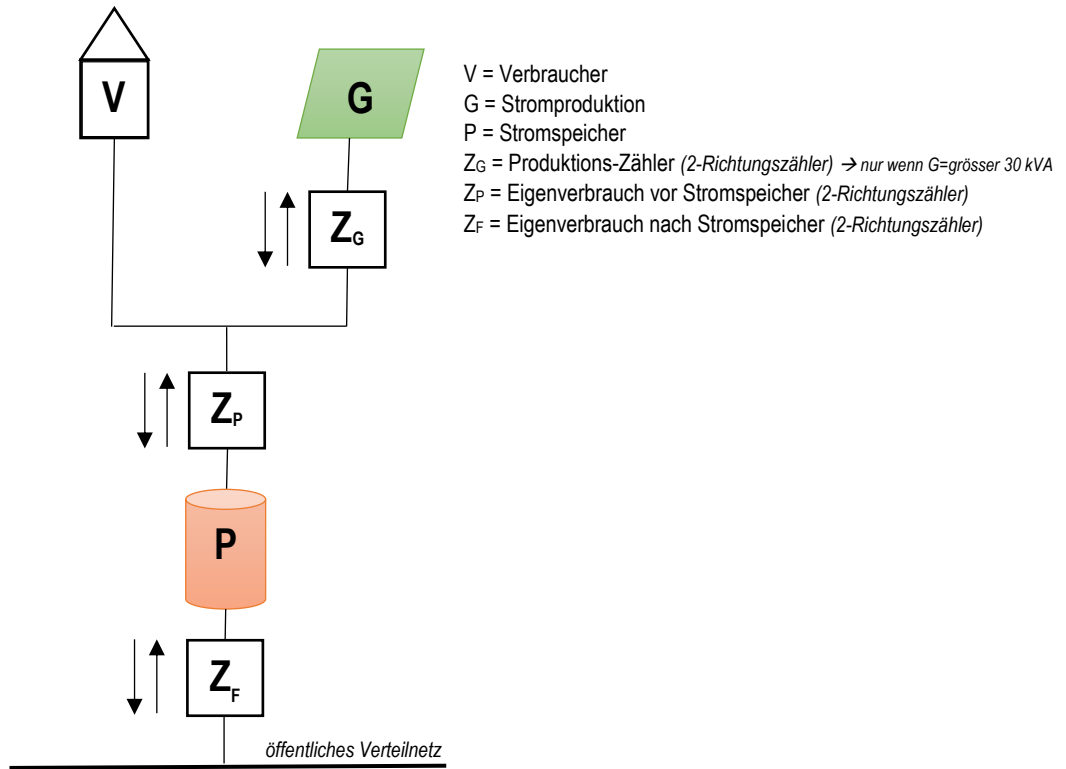 V
G
V = Verbraucher
G = Stromproduktion
P = Stromspeicher
ZG = Produktions-Zähler (2-Richtungszähler) → nur wenn G=grösser 30 kVA
ZP = Eigenverbrauch vor Stromspeicher (2-Richtungszähler)
ZF = Eigenverbrauch nach Stromspeicher (2-Richtungszähler)
ZG
ZP
P
ZF
öffentliches Verteilnetz